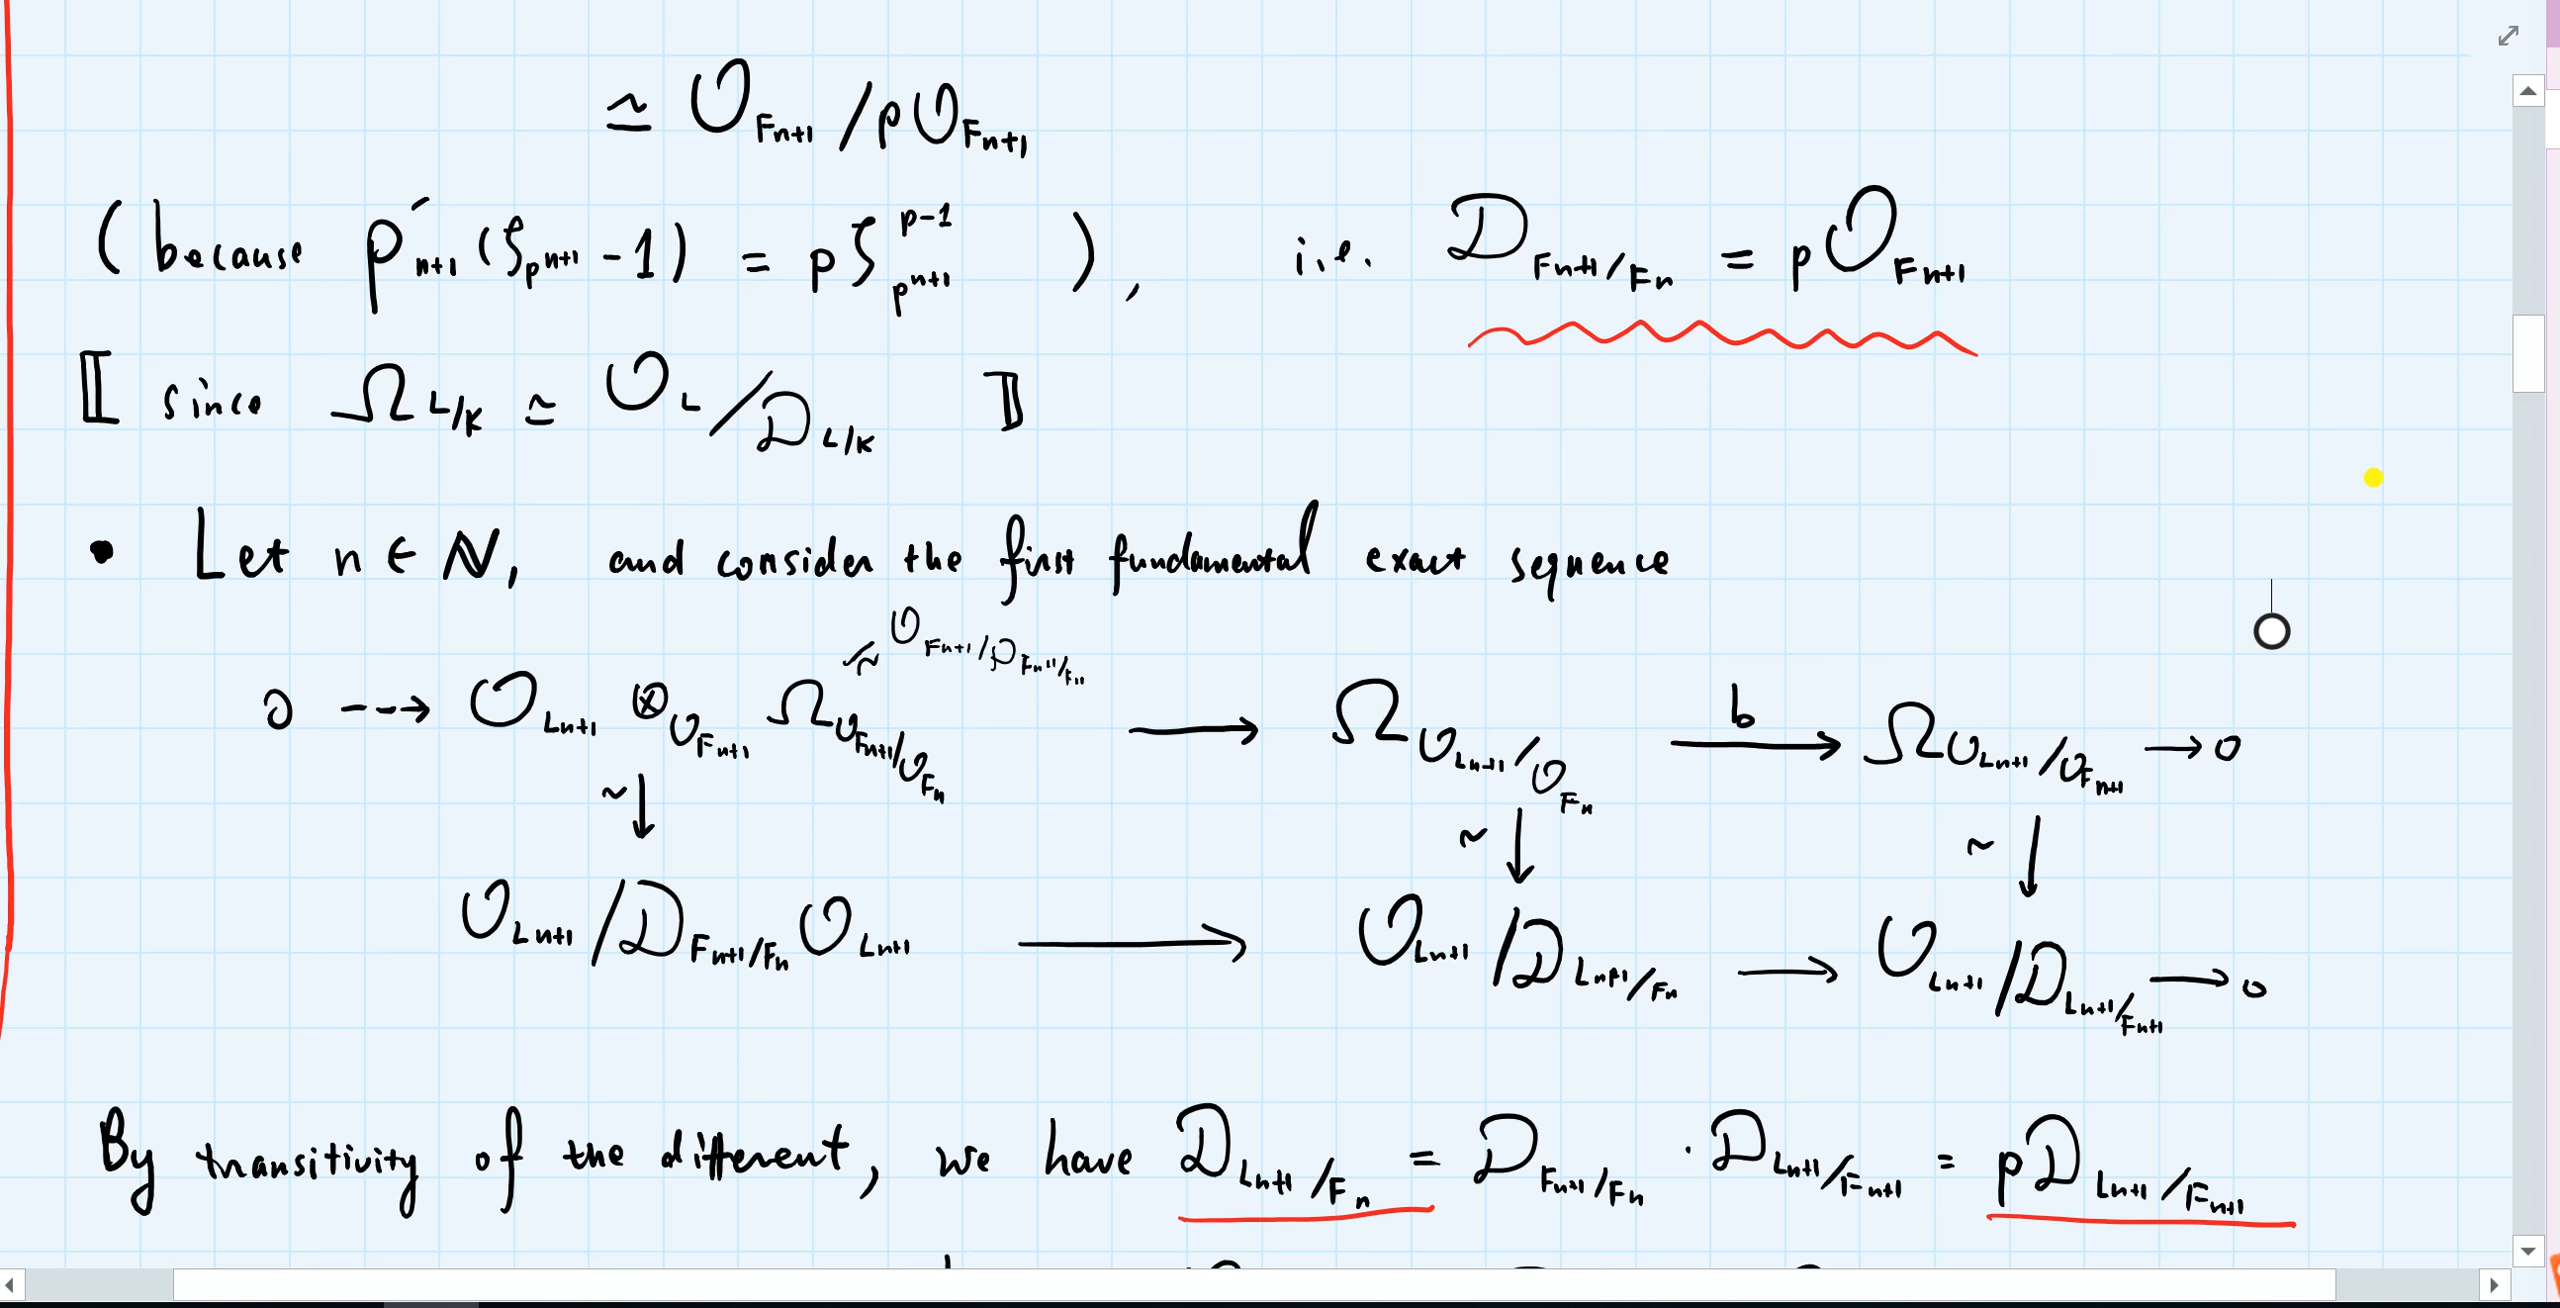 ≃ O_{F_{n+1}} / p O_{F_{n+1}}
( because P'_{n+1} (ζ_{p^{n+1}} - 1) = p ζ_{p^{n+1}}^{p-1} ), i.e. D_{F_{n+1}/F_n} = p O_{F_{n+1}}
⟦ since Ω_{L/K} ≃ O_L / D_{L/K} ⟧
• Let n ∈ ℕ, and consider the first fundamental exact sequence
≃ O_{F_{n+1}} / D_{F_{n+1}/F_n}
0 --→ O_{L_{n+1}} ⊗_{O_{F_{n+1}}} Ω_{O_{F_{n+1}}/O_{F_n}} ⟶ Ω_{O_{L_{n+1}}/O_{F_n}} ⟶^{b} Ω_{O_{L_{n+1}}/O_{F_{n+1}}} → 0
~↓ ~↓ ~↓
O_{L_{n+1}} / D_{F_{n+1}/F_n} O_{L_{n+1}} ⟶ O_{L_{n+1}} / D_{L_{n+1}/F_n} → O_{L_{n+1}} / D_{L_{n+1}/F_{n+1}} → 0
By transitivity of the different, we have D_{L_{n+1}/F_n} = D_{F_{n+1}/F_n} · D_{L_{n+1}/F_{n+1}} = p D_{L_{n+1}/F_{n+1}}